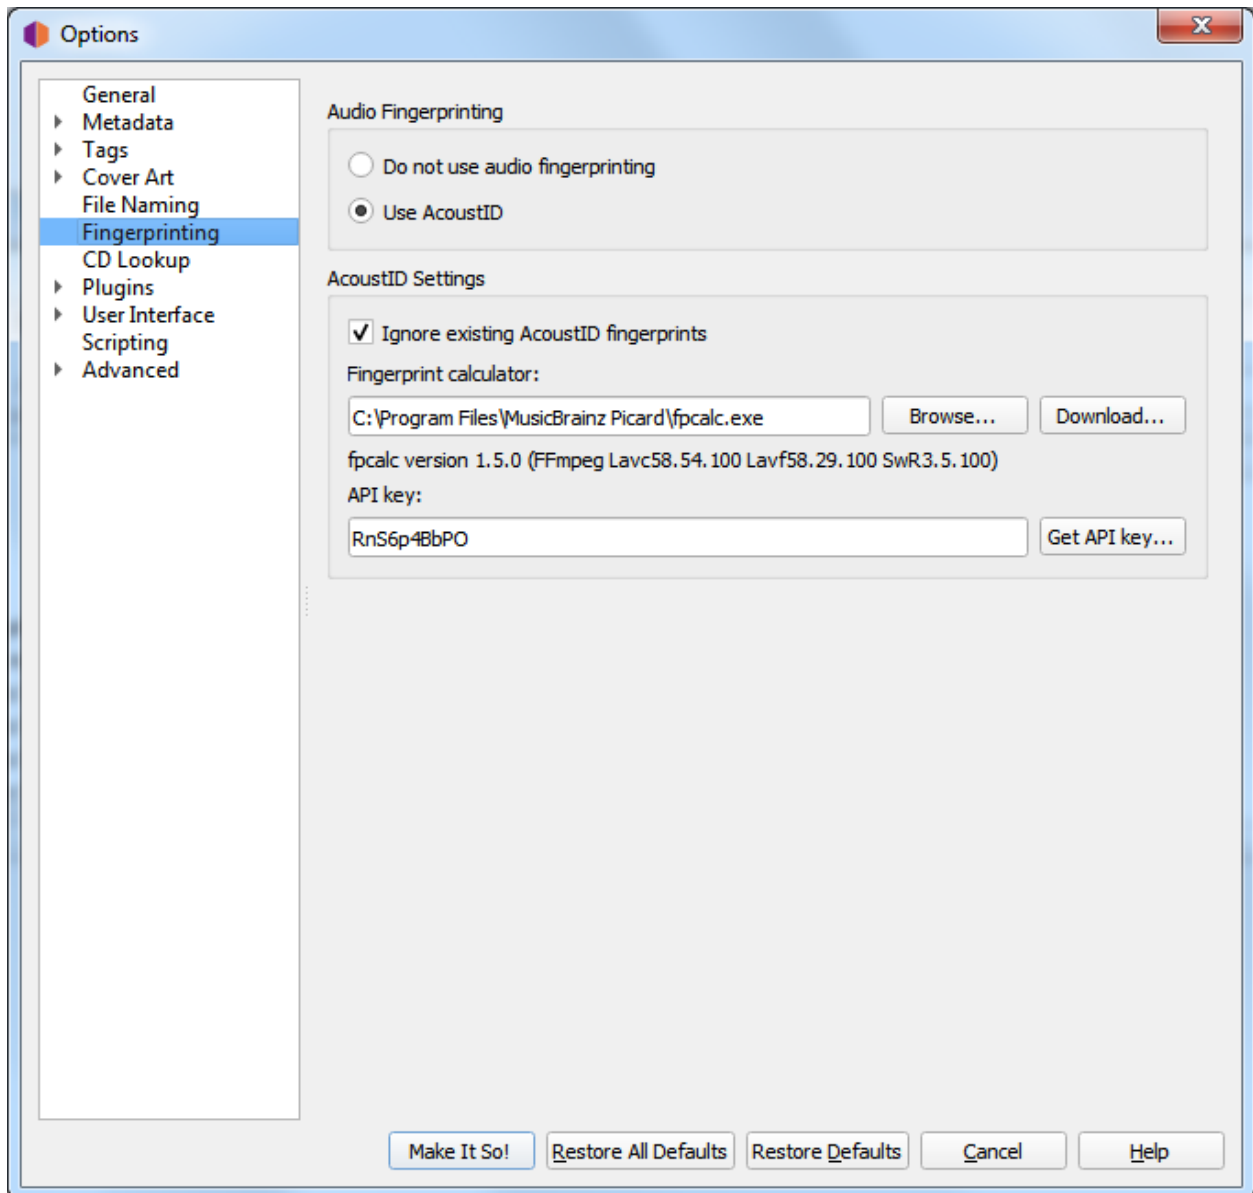 Options
General
Metadata
Tags
Cover Art
File Naming
Fingerprinting
CD Lookup
Plugins
User Interface
Scripting
Advanced
Audio Fingerprinting
Do not use audio fingerprinting
Use AcoustID
AcoustID Settings
Ignore existing AcoustID fingerprints
Fingerprint calculator:
C:\Program Files\MusicBrainz Picard\fpcalc.exe
Browse...
Download...
fpcalc version 1.5.0 (FFmpeg Lavc58.54.100 Lavf58.29.100 SwR3.5.100)
API key:
RnS6p4BbPO
Get API key...
Make It So!
Restore All Defaults
Restore Defaults
Cancel
Help